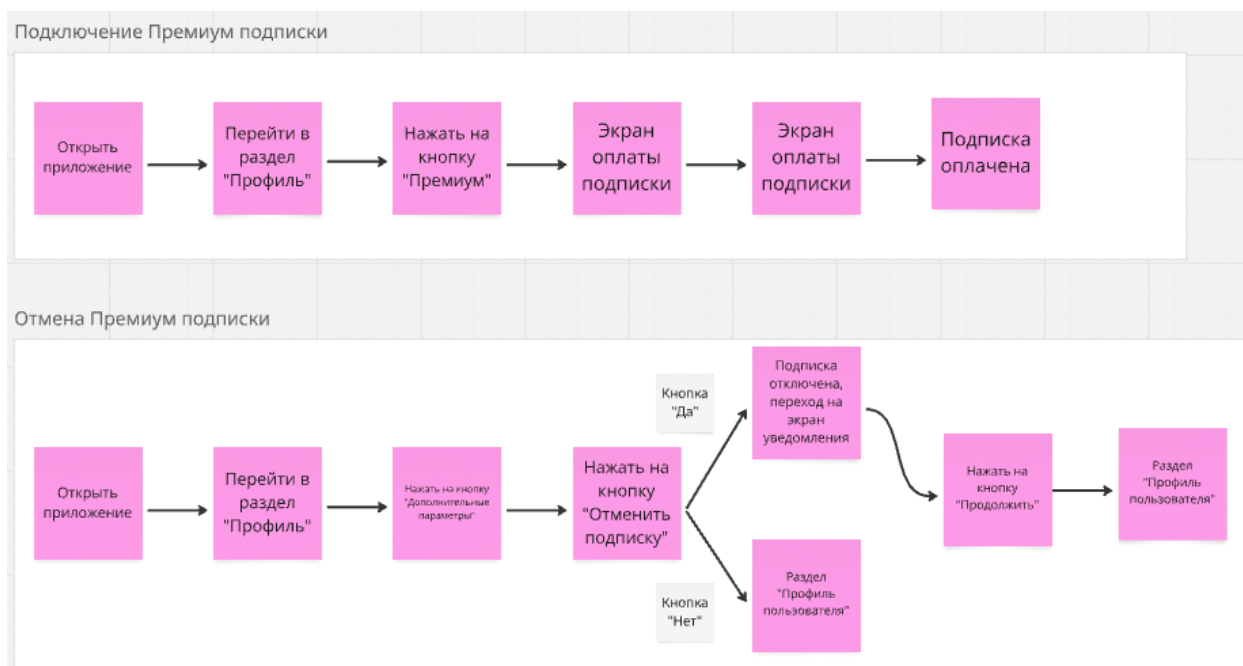 Подключение Премиум подписки
Открыть
приложение
Перейти в
раздел
"Профиль"
Нажать на
кнопку
"Премиум"
Экран
оплаты
подписки
Экран
оплаты
подписки
Подписка
оплачена
Отмена Премиум подписки
Открыть
приложение
Перейти в
раздел
"Профиль"
Нажать на кнопку
"Дополнительные
параметры"
Нажать на
кнопку
"Отменить
подписку"
Кнопка
"Да"
Подписка
отключена,
переход на
экран
уведомления
Нажать на
кнопку
"Продолжить"
Раздел
"Профиль
пользователя"
Кнопка
"Нет"
Раздел
"Профиль
пользователя"